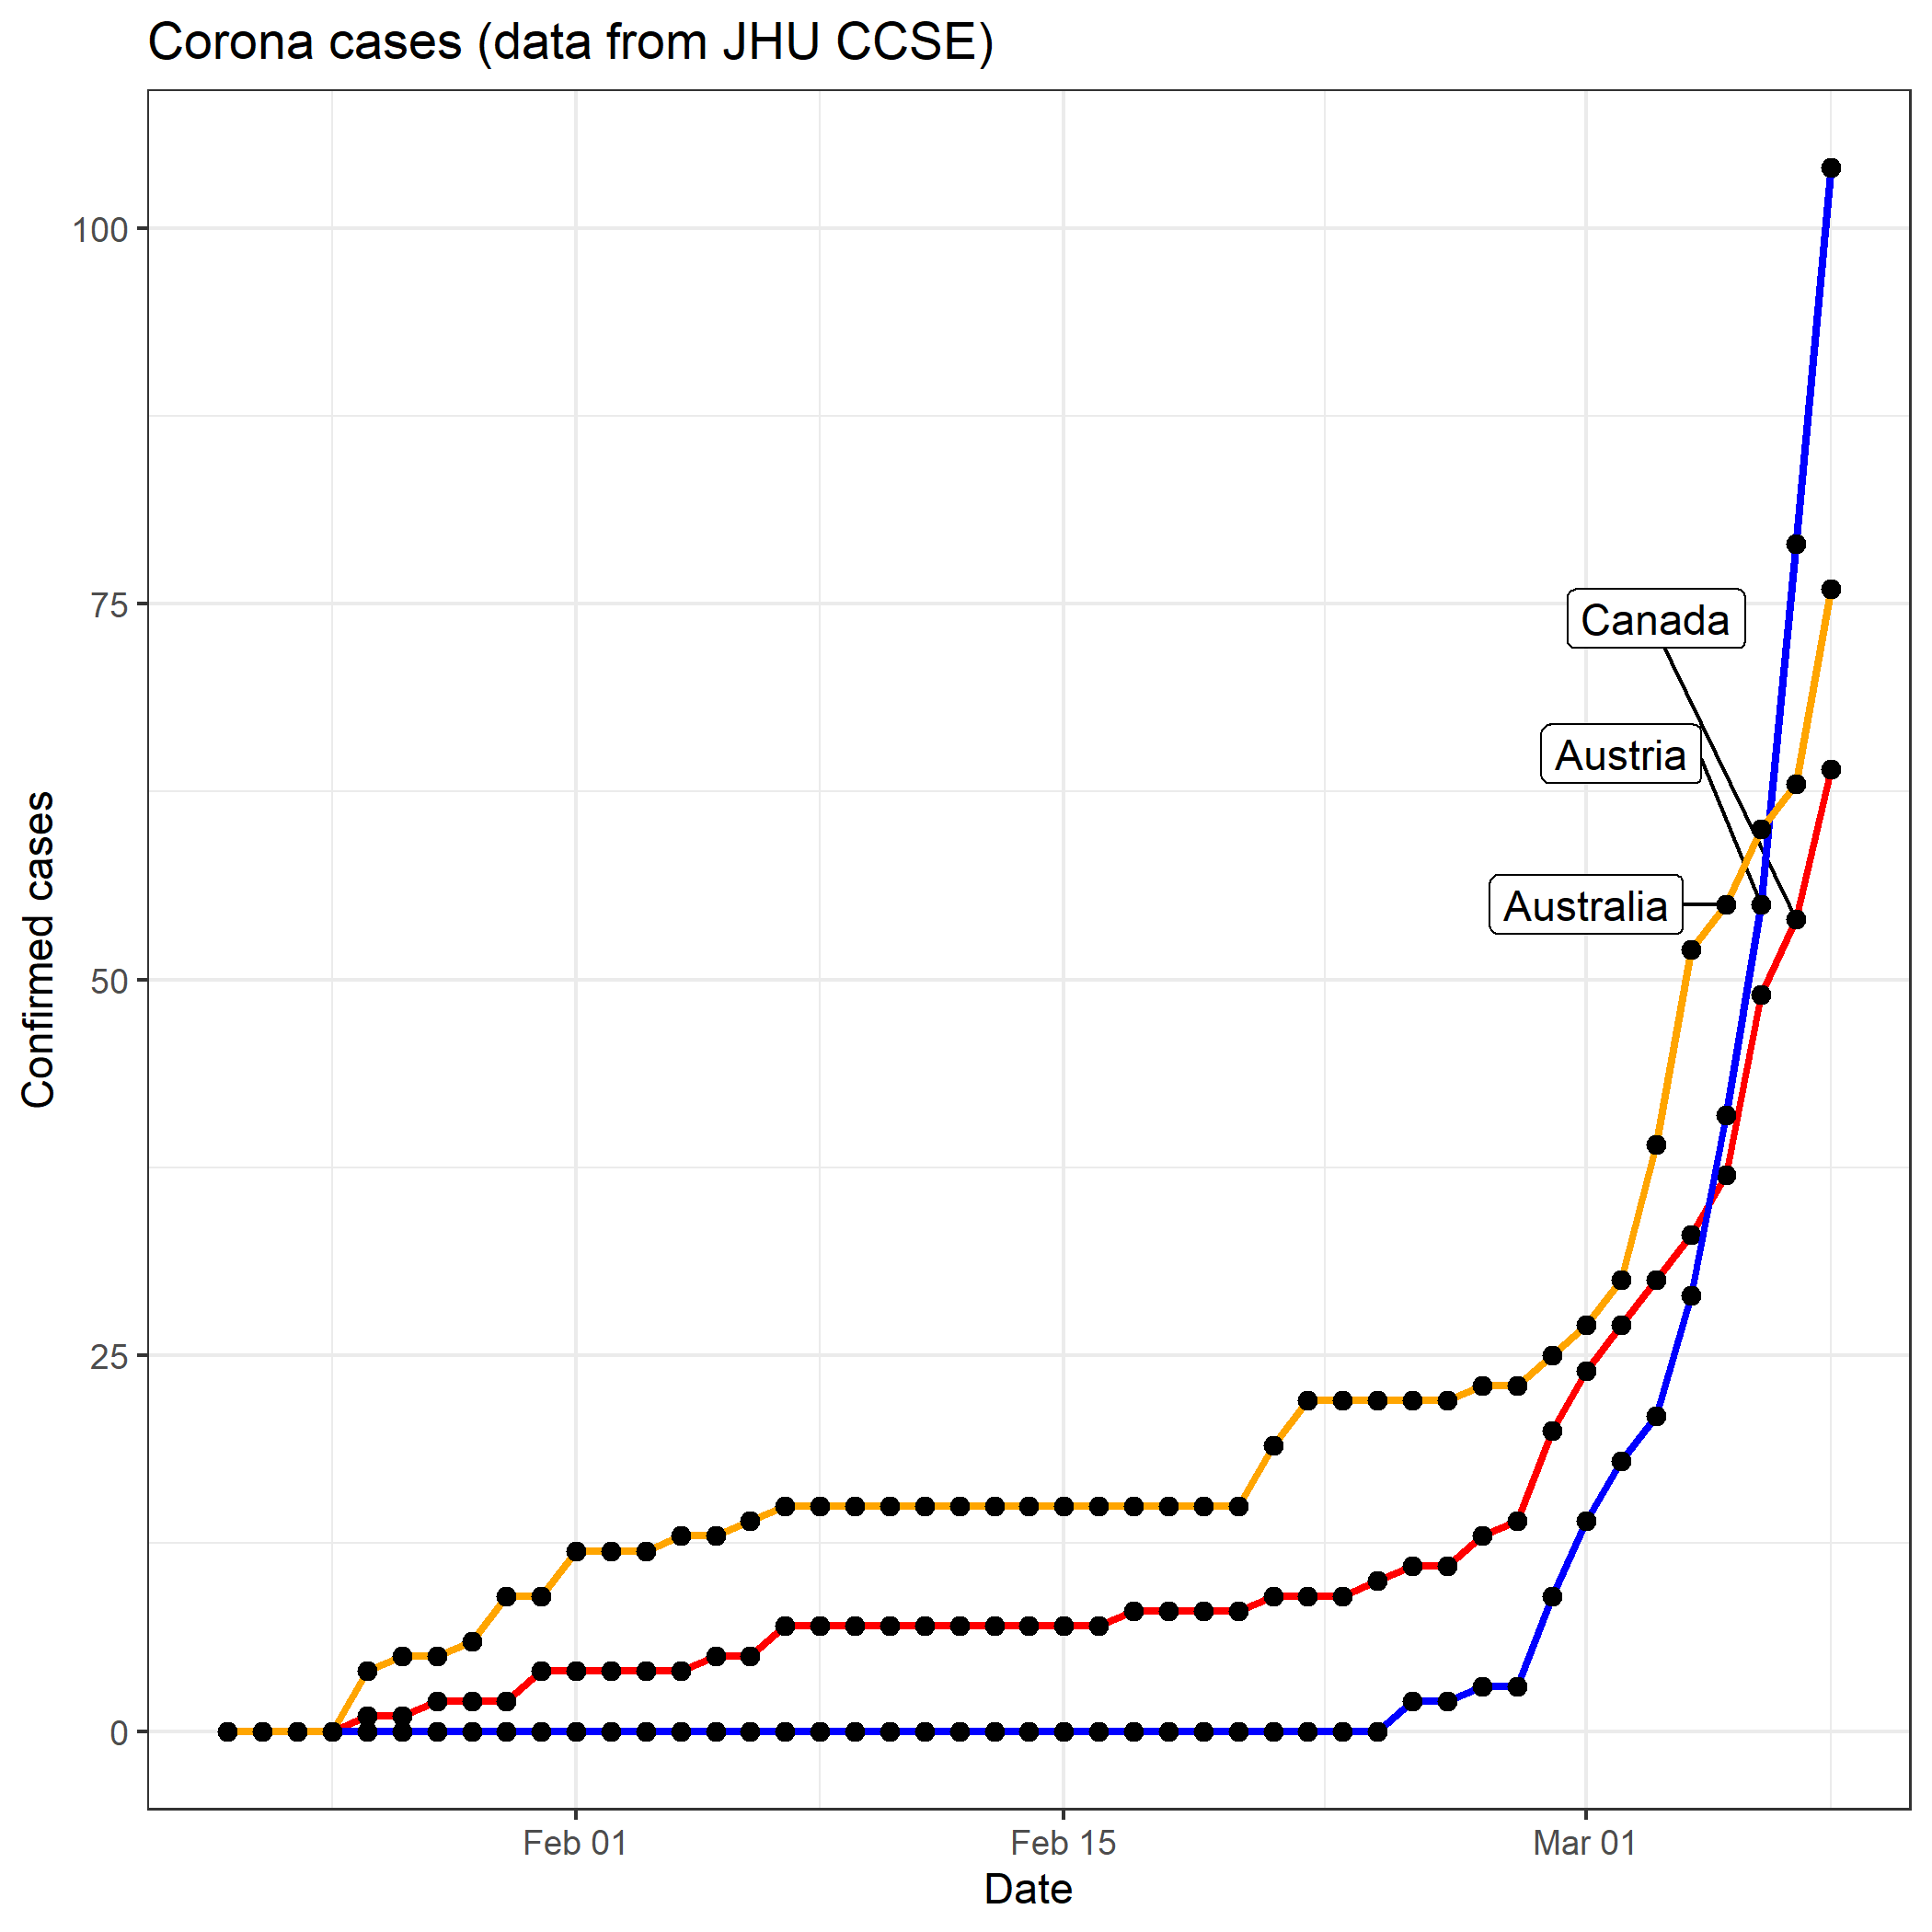 Corona cases (data from JHU CCSE)
100
75
50
25
0
Confirmed cases
Canada
Austria
Australia
Feb 01
Feb 15
Mar 01
Date